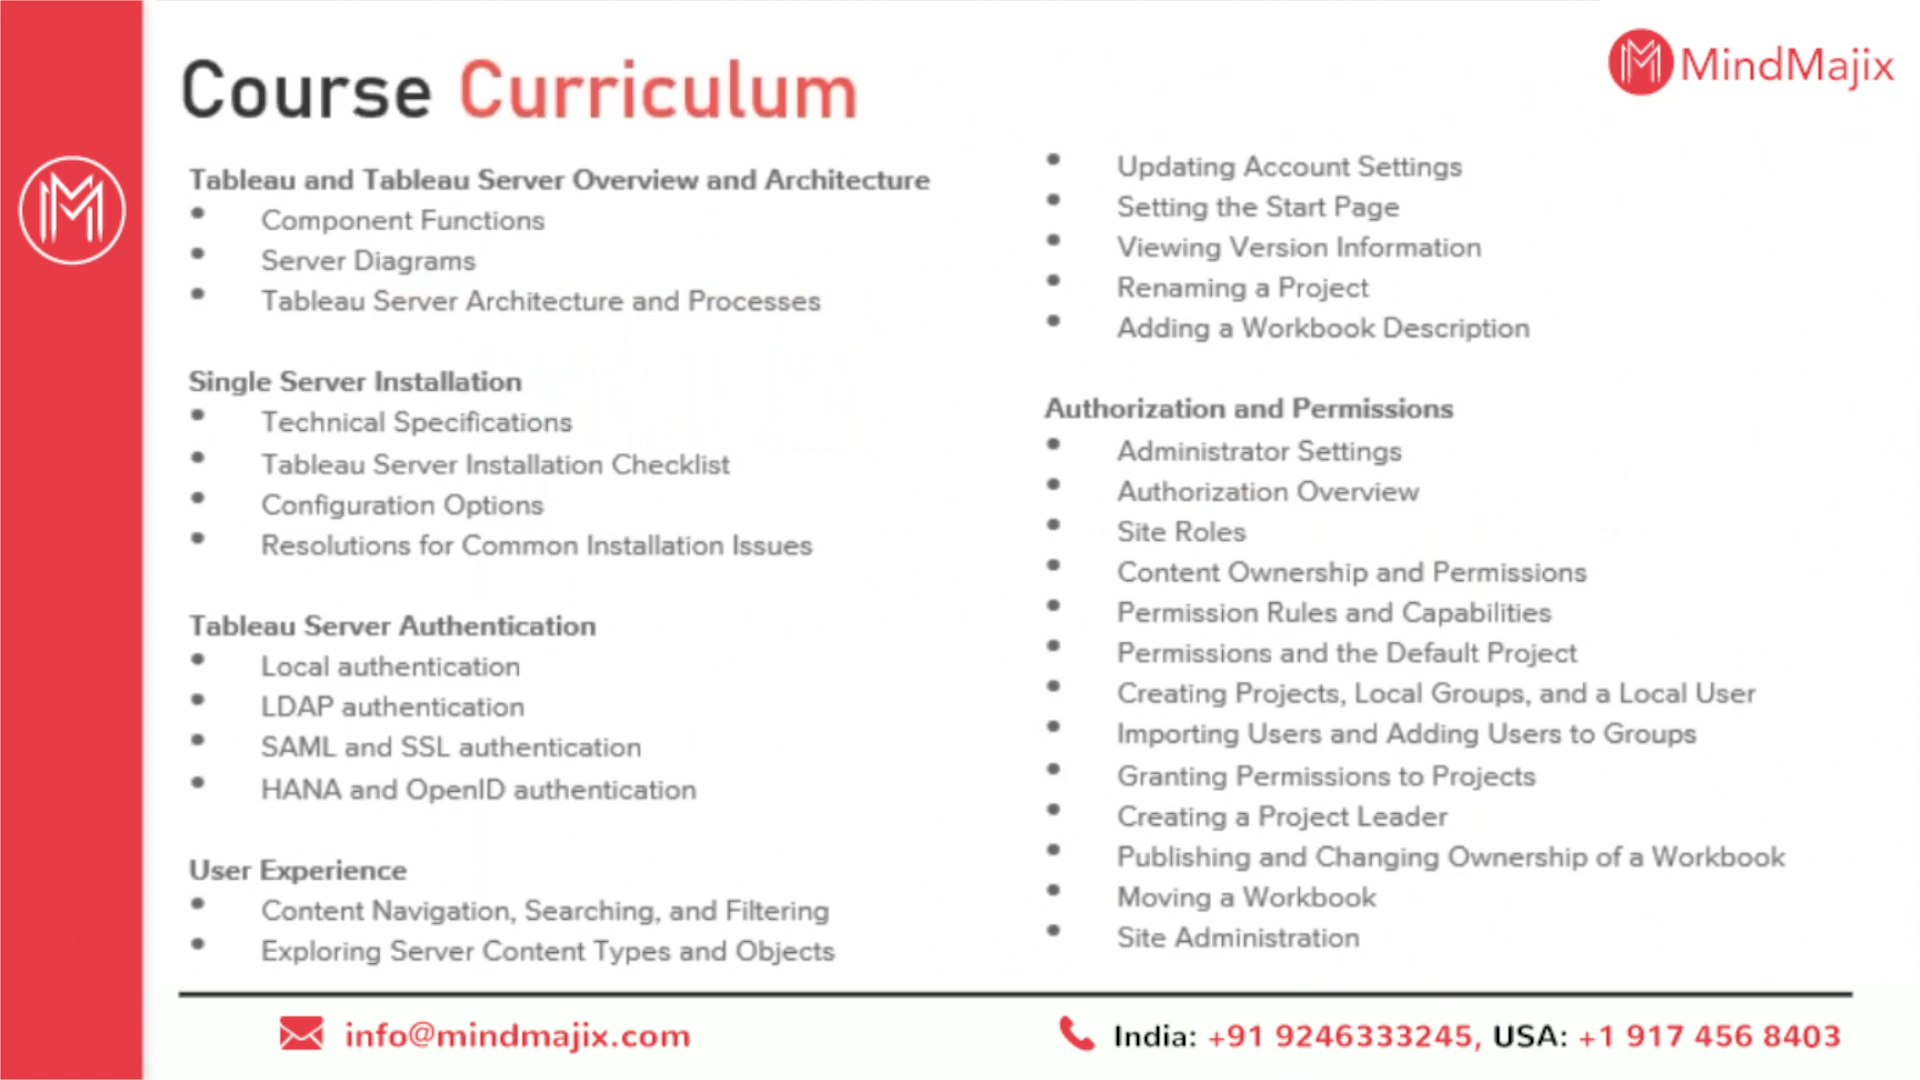 MindMajix
Course Curriculum
Tableau and Tableau Server Overview and Architecture
• Component Functions
• Server Diagrams
• Tableau Server Architecture and Processes
Single Server Installation
• Technical Specifications
• Tableau Server Installation Checklist
• Configuration Options
• Resolutions for Common Installation Issues
Tableau Server Authentication
• Local authentication
• LDAP authentication
• SAML and SSL authentication
• HANA and OpenID authentication
User Experience
• Content Navigation, Searching, and Filtering
• Exploring Server Content Types and Objects
• Updating Account Settings
• Setting the Start Page
• Viewing Version Information
• Renaming a Project
• Adding a Workbook Description
Authorization and Permissions
• Administrator Settings
• Authorization Overview
• Site Roles
• Content Ownership and Permissions
• Permission Rules and Capabilities
• Permissions and the Default Project
• Creating Projects, Local Groups, and a Local User
• Importing Users and Adding Users to Groups
• Granting Permissions to Projects
• Creating a Project Leader
• Publishing and Changing Ownership of a Workbook
• Moving a Workbook
• Site Administration
info@mindmajix.com
India: +91 9246333245, USA: +1 917 456 8403